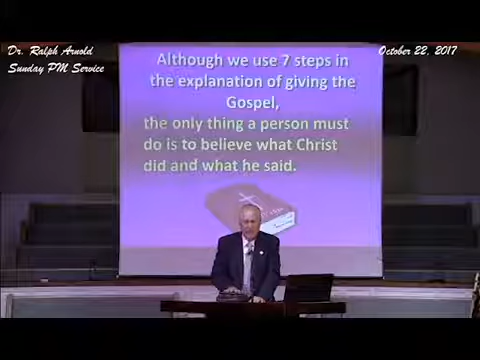 Dr. Ralph Arnold
Sunday PM Service
October 22, 2017
Although we use 7 steps in
the explanation of giving the
Gospel,
the only thing a person must
do is to believe what Christ
did and what he said.